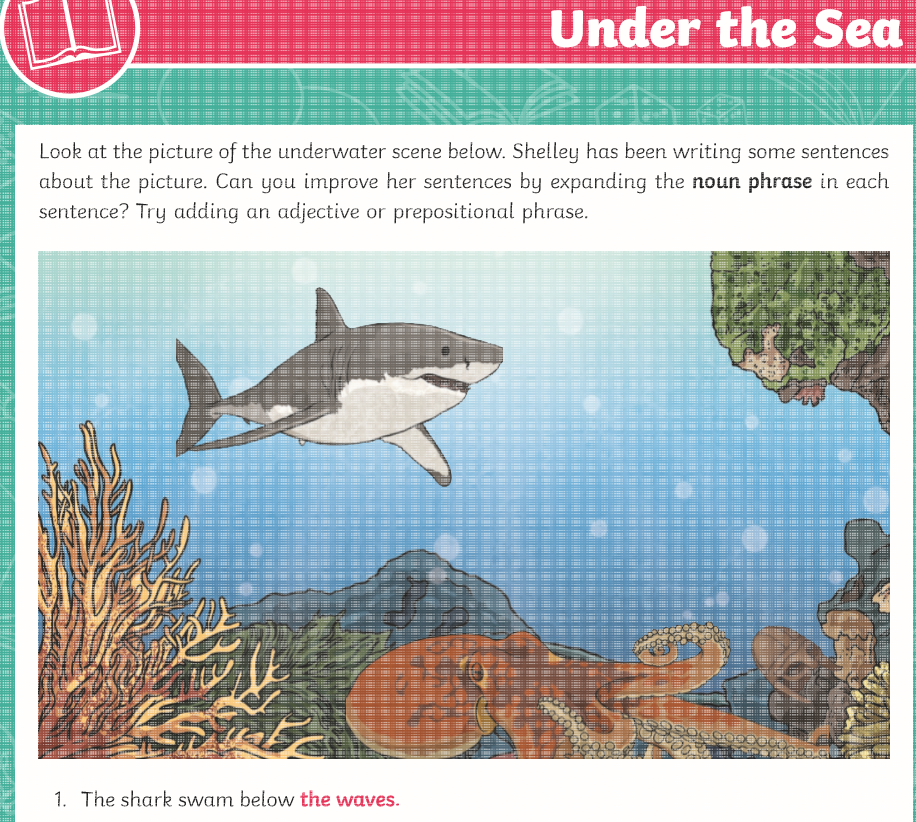 Under the Sea
Look at the picture of the underwater scene below. Shelley has been writing some sentences
about the picture. Can you improve her sentences by expanding the noun phrase in each
sentence? Try adding an adjective or prepositional phrase.
1. The shark swam below the waves.